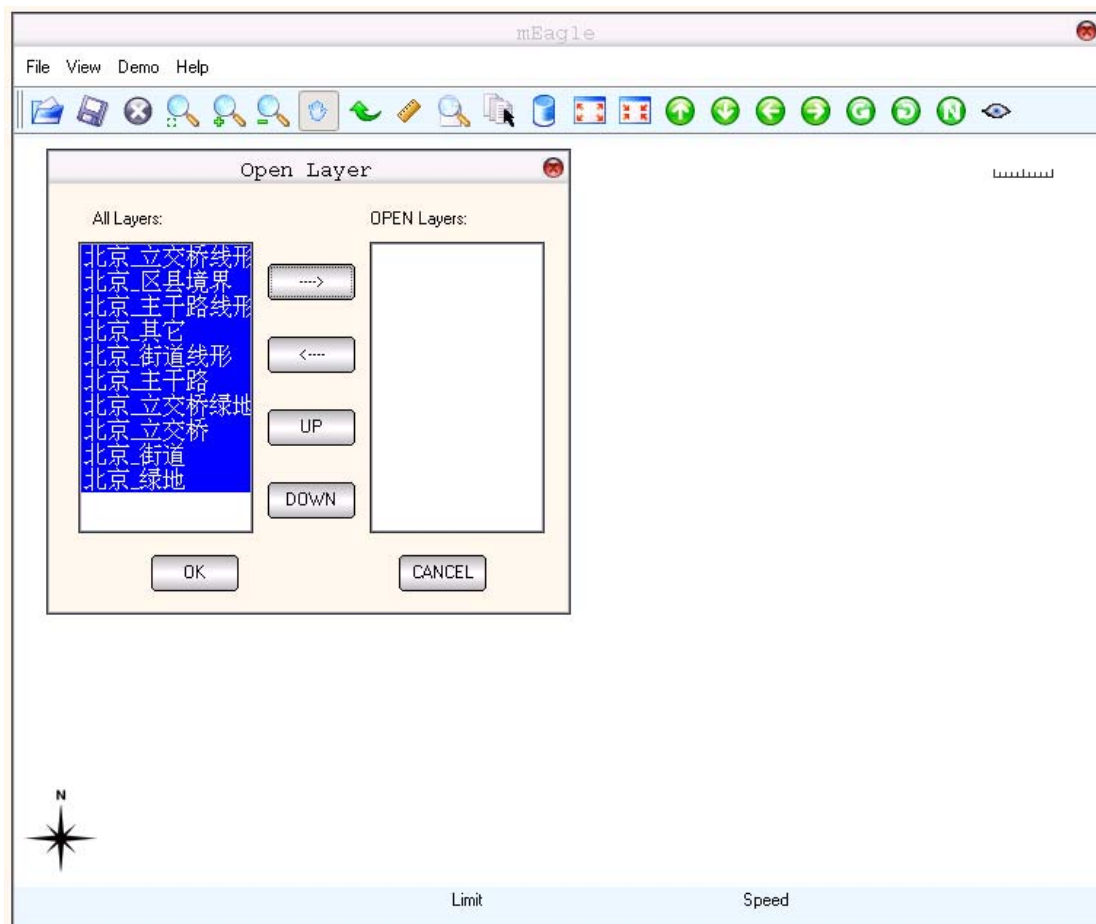 mEagle
File View Demo Help
Open Layer
All Layers:
OPEN Layers:
北京_立交桥线形
北京_区县境界
北京_主干路线形
北京_其它
北京_街道线形
北京_主干路
北京_立交桥绿地
北京_立交桥
北京_街道
北京_绿地
---->
<----
UP
DOWN
OK
CANCEL
N
Limit
Speed